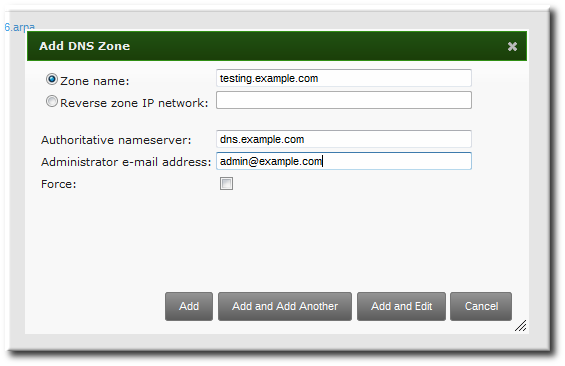 6.arpa
Add DNS Zone
Zone name: testing.example.com
Reverse zone IP network:
Authoritative nameserver: dns.example.com
Administrator e-mail address: admin@example.com
Force:
Add Add and Add Another Add and Edit Cancel